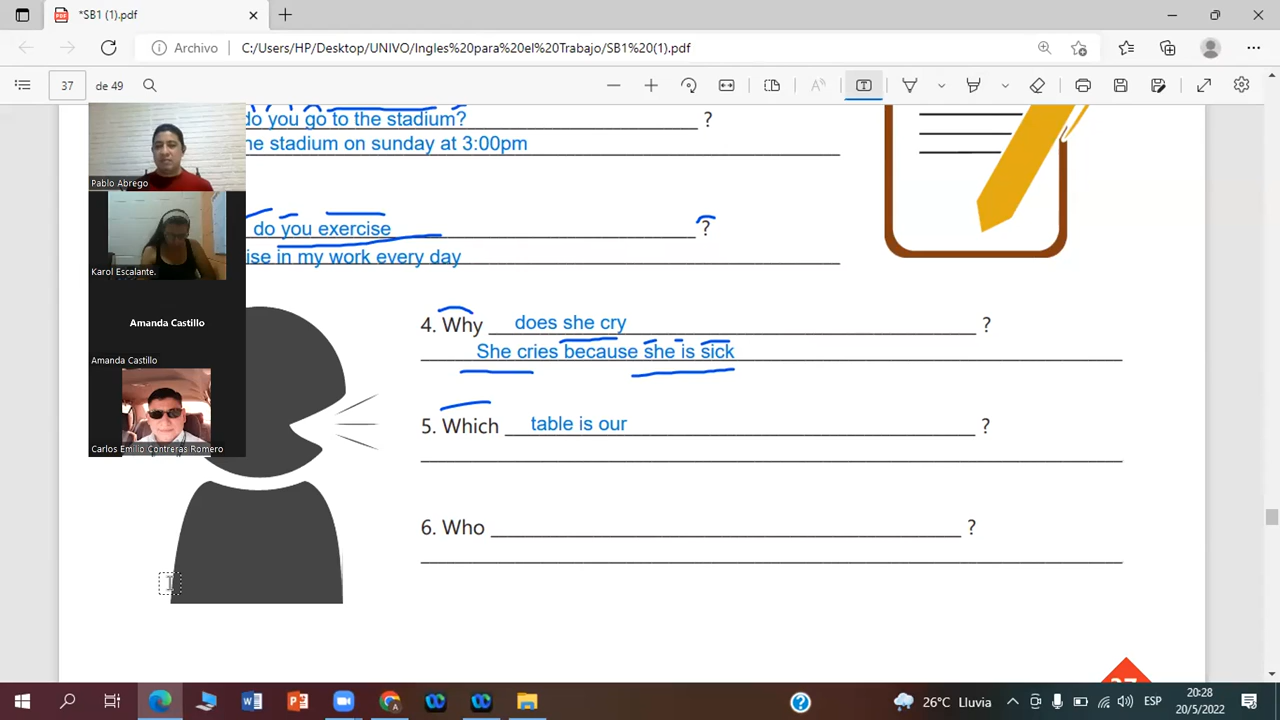 *SB1 (1).pdf
Archivo C:/Users/HP/Desktop/UNIVO/Ingles%20para%20el%20Trabajo/SB1%20(1).pdf
37 de 49
do you go to the stadium? ?
the stadium on sunday at 3:00pm
Pablo Abrego
do you exercise ?
ise in my work every day
Karol Escalante.
Amanda Castillo
Amanda Castillo
4. Why does she cry ?
She cries because she is sick
Carlos Emilio Contreras Romero
5. Which table is our ?
6. Who ?
26°C Lluvia ESP 20:28
20/5/2022